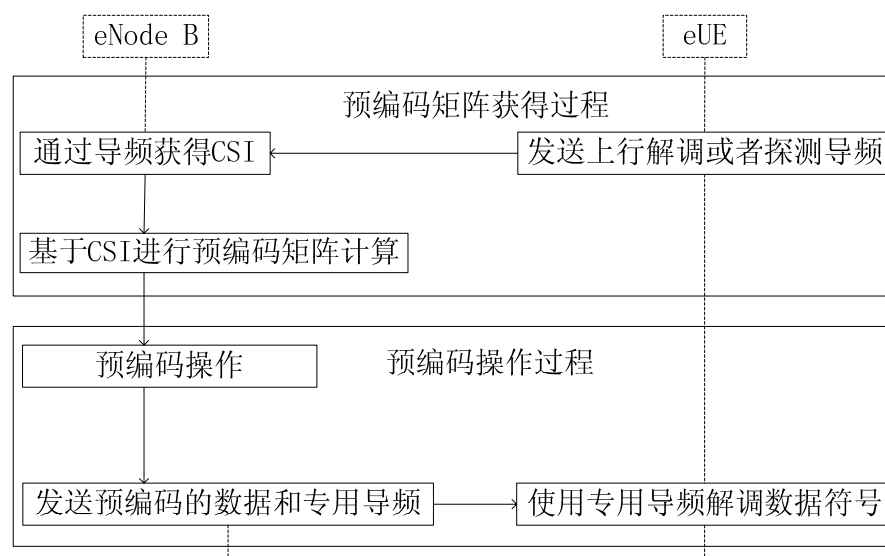 eNode B
eUE
预编码矩阵获得过程
通过导频获得CSI
发送上行解调或者探测导频
基于CSI进行预编码矩阵计算
预编码操作
预编码操作过程
发送预编码的数据和专用导频
使用专用导频解调数据符号